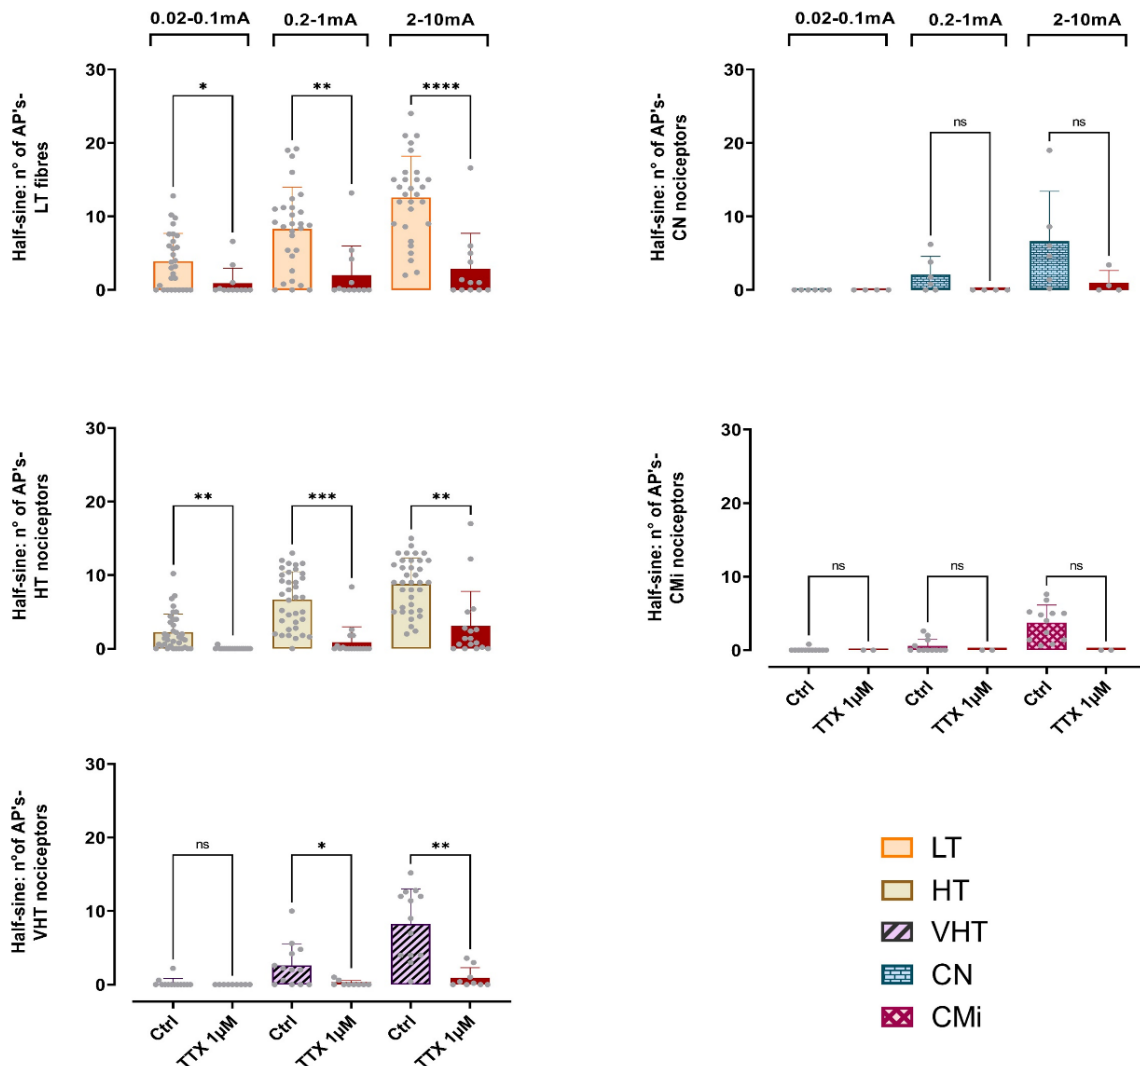 0.02-0.1mA 0.2-1mA 2-10mA
Half-sine: n° of AP's-
LT fibres
30
20
10
0
* ** ****
0.02-0.1mA 0.2-1mA 2-10mA
Half-sine: n° of AP's-
CN nociceptors
30
20
10
0
ns ns
Half-sine: n° of AP's-
HT nociceptors
30
20
10
0
** *** **
Half-sine: n° of AP's-
CMi nociceptors
30
20
10
0
ns ns ns
Ctrl TTX 1µM Ctrl TTX 1µM Ctrl TTX 1µM
Half-sine: n°of AP's-
VHT nociceptors
30
20
10
0
ns * **
Ctrl TTX 1µM Ctrl TTX 1µM Ctrl TTX 1µM
LT
HT
VHT
CN
CMi